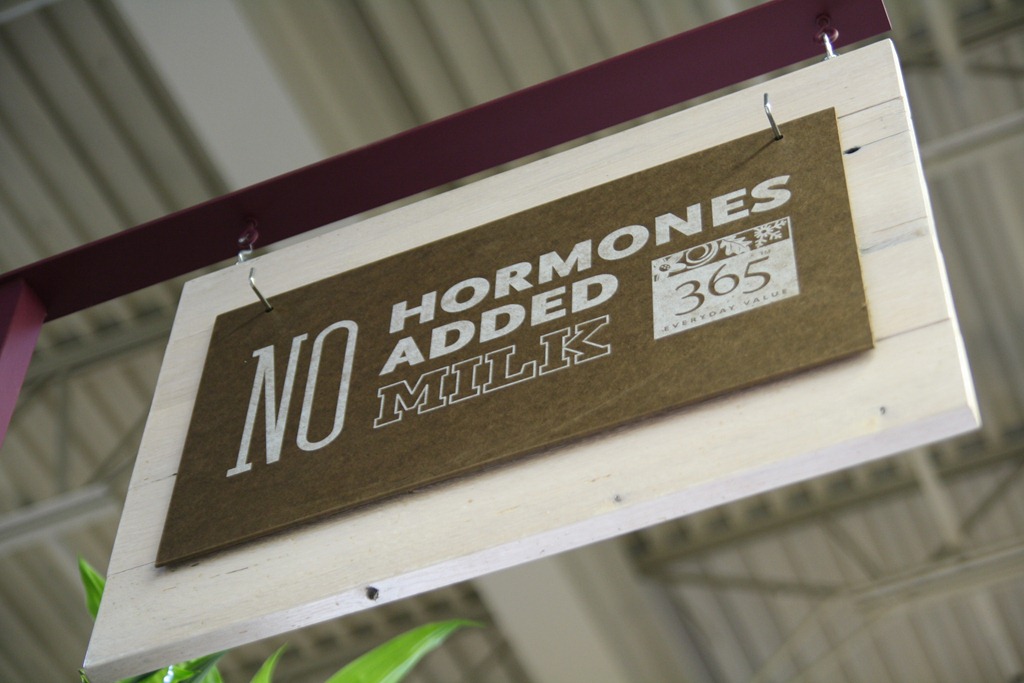 NO
HORMONES
ADDED
MILK
365
EVERYDAY VALUE